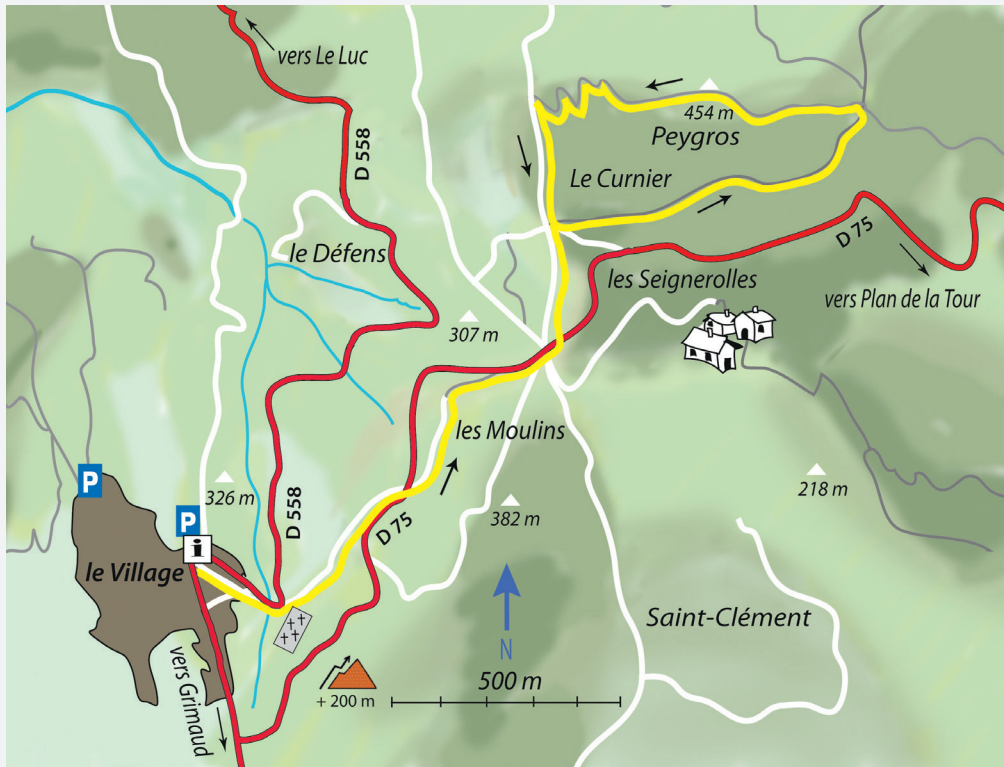 vers Le Luc
D 558
454 m
Peygros
Le Curnier
D 75
le Défens
les Seignerolles
vers Plan de la Tour
307 m
les Moulins
P
326 m
218 m
D 558
382 m
P
D 75
i
le Village
Saint-Clément
N
vers Grimaud
500 m
+ 200 m